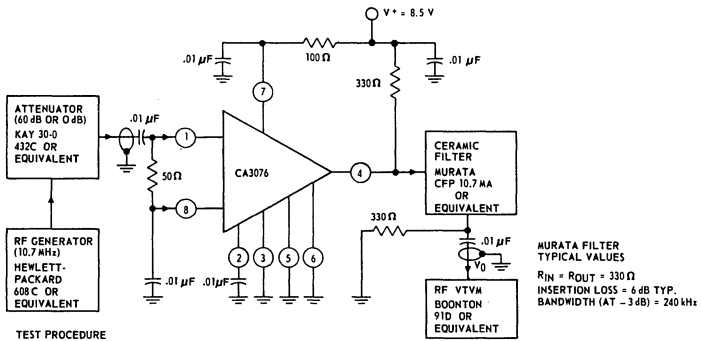 V+ = 8.5 V
.01 µF
100 Ω
.01 µF
330 Ω
7
ATTENUATOR
(60 dB OR 0 dB)
KAY 30-0
432C OR
EQUIVALENT
.01 µF
1
50 Ω
CA3076
4
8
CERAMIC
FILTER
MURATA
CFP 10.7 MA
OR
EQUIVALENT
RF GENERATOR
(10.7 MHz)
HEWLETT-
PACKARD
608 C OR
EQUIVALENT
.01 µF
.01 µF
2
3
5
6
330 Ω
.01 µF
VO
RF VTVM
BOONTON
91D OR
EQUIVALENT
MURATA FILTER
TYPICAL VALUES
RIN = ROUT = 330 Ω
INSERTION LOSS = 6 dB TYP.
BANDWIDTH (AT -3 dB) = 240 kHz
TEST PROCEDURE